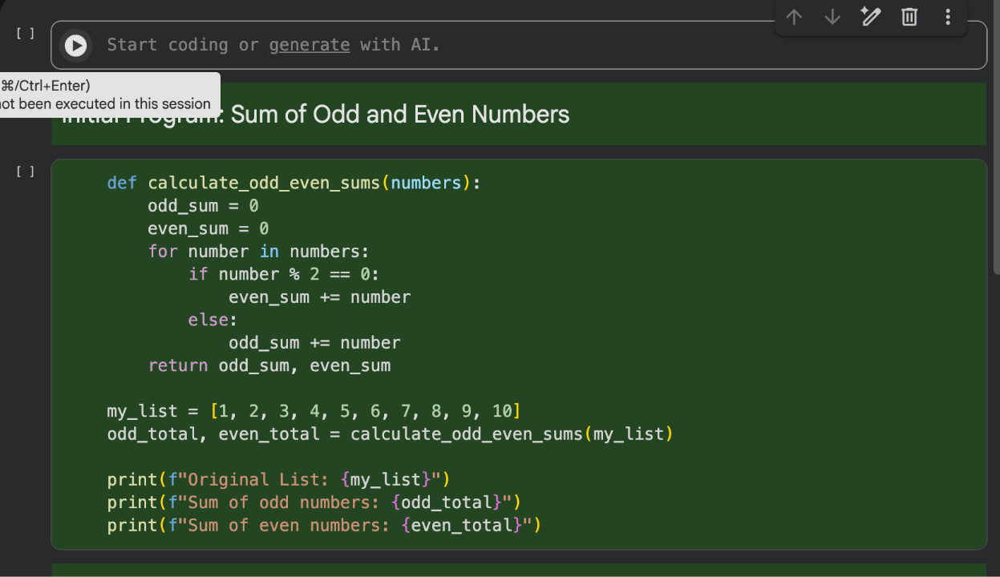 [ ]
Start coding or generate with AI.
⌘/Ctrl+Enter)
not been executed in this session
Initial Program: Sum of Odd and Even Numbers
[ ]
def calculate_odd_even_sums(numbers):
    odd_sum = 0
    even_sum = 0
    for number in numbers:
        if number % 2 == 0:
            even_sum += number
        else:
            odd_sum += number
    return odd_sum, even_sum

my_list = [1, 2, 3, 4, 5, 6, 7, 8, 9, 10]
odd_total, even_total = calculate_odd_even_sums(my_list)

print(f"Original List: {my_list}")
print(f"Sum of odd numbers: {odd_total}")
print(f"Sum of even numbers: {even_total}")